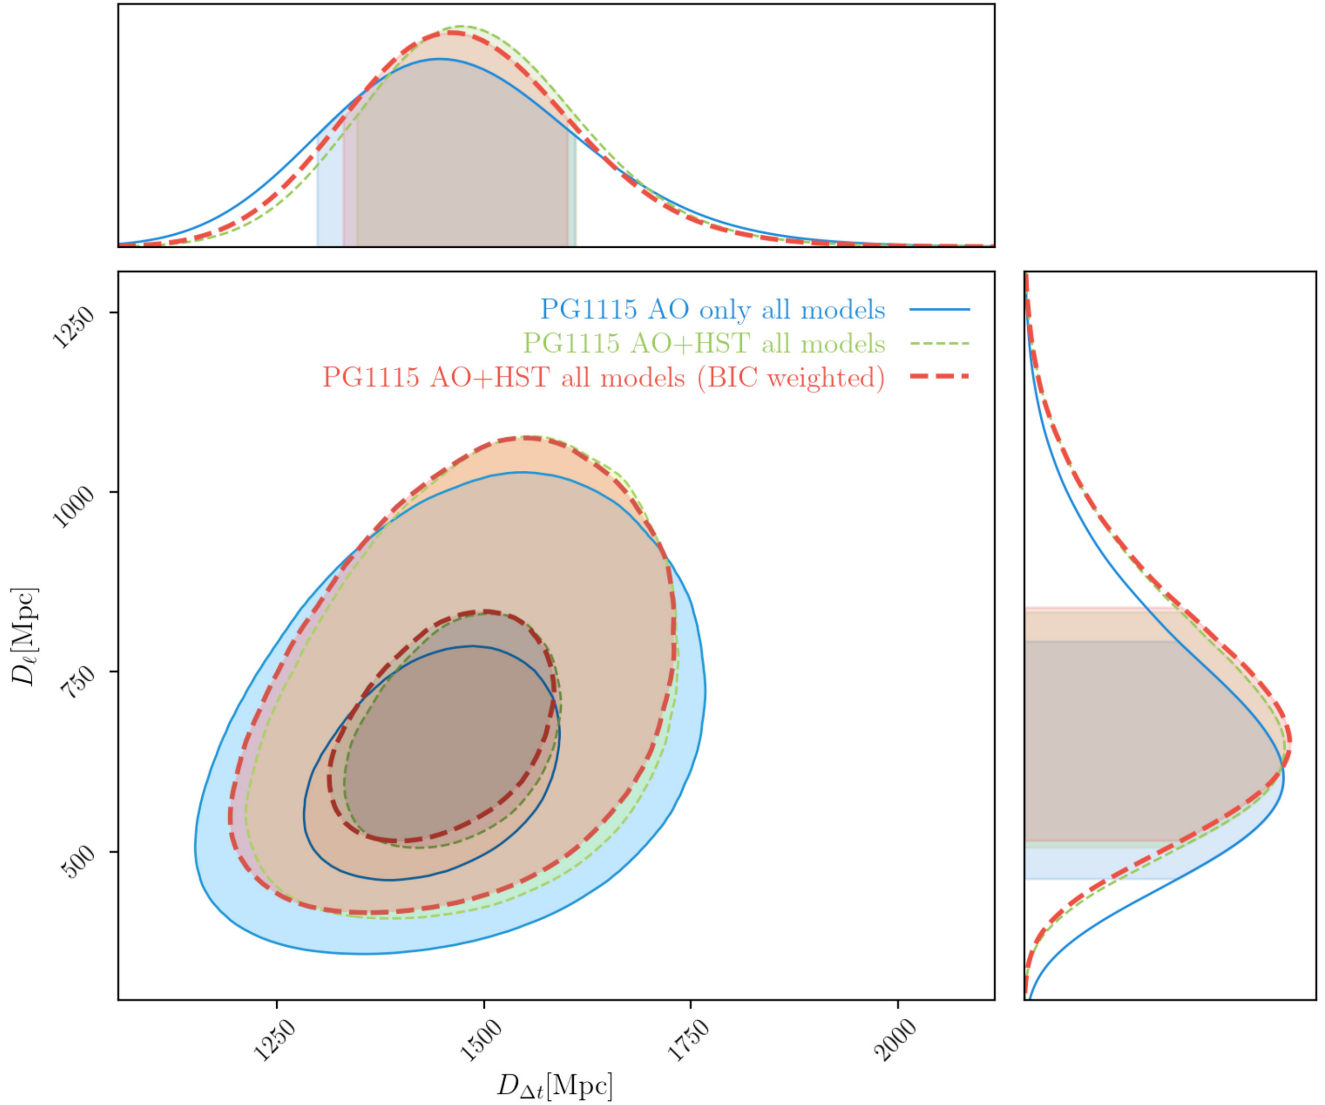 PG1115 AO only all models
PG1115 AO+HST all models
PG1115 AO+HST all models (BIC weighted)
1250
1000
750
500
D_ℓ[Mpc]
1250
1500
1750
2000
D_Δt[Mpc]